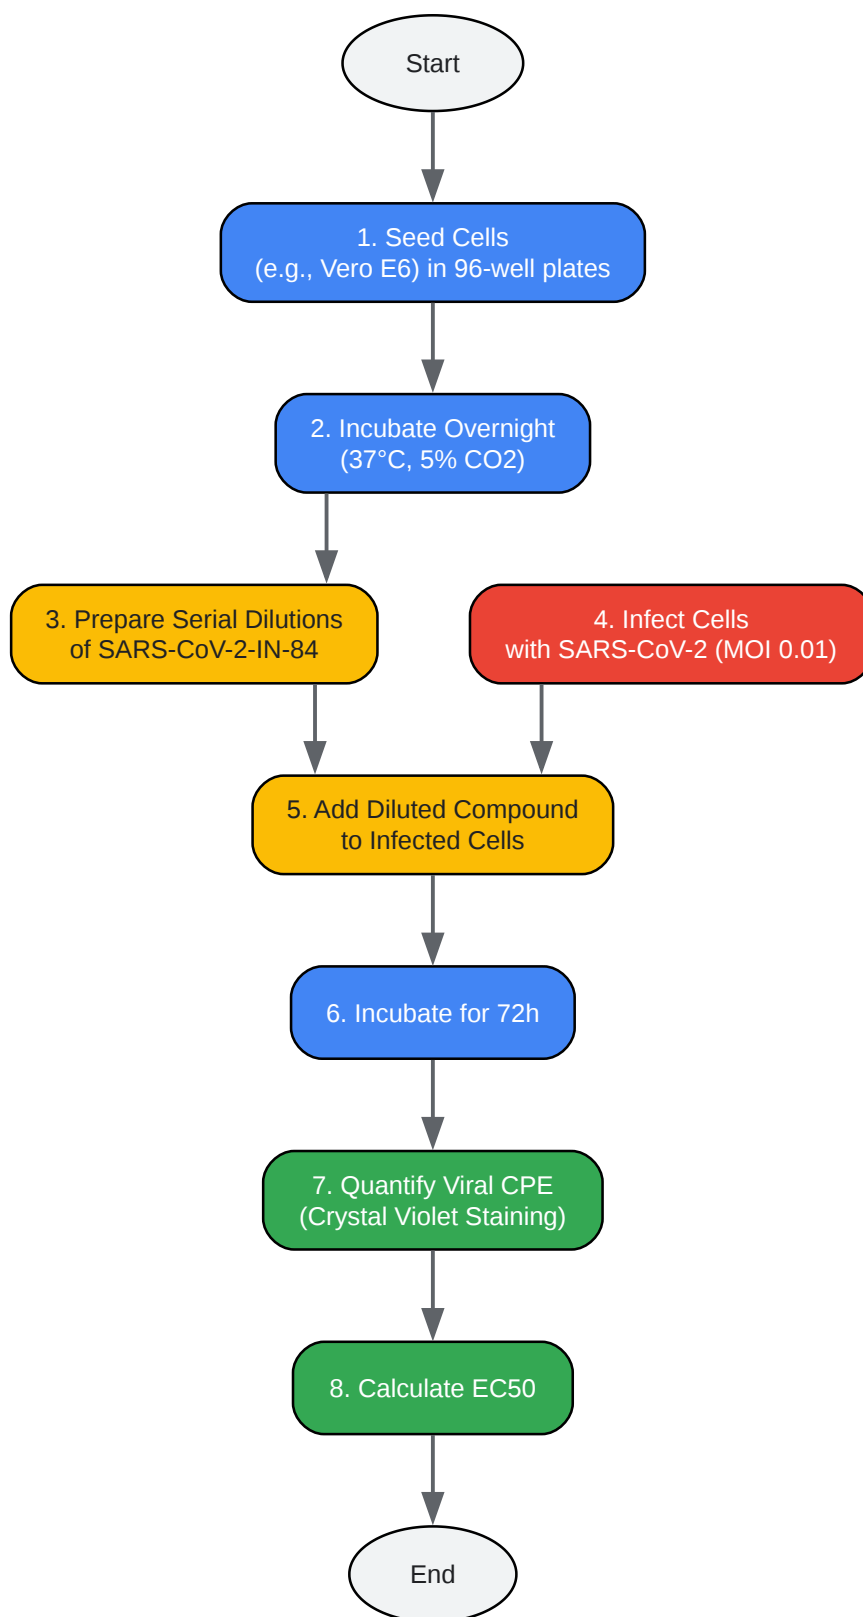 Start
1. Seed Cells
(e.g., Vero E6) in 96-well plates
2. Incubate Overnight
(37°C, 5% CO2)
3. Prepare Serial Dilutions
of SARS-CoV-2-IN-84
4. Infect Cells
with SARS-CoV-2 (MOI 0.01)
5. Add Diluted Compound
to Infected Cells
6. Incubate for 72h
7. Quantify Viral CPE
(Crystal Violet Staining)
8. Calculate EC50
End